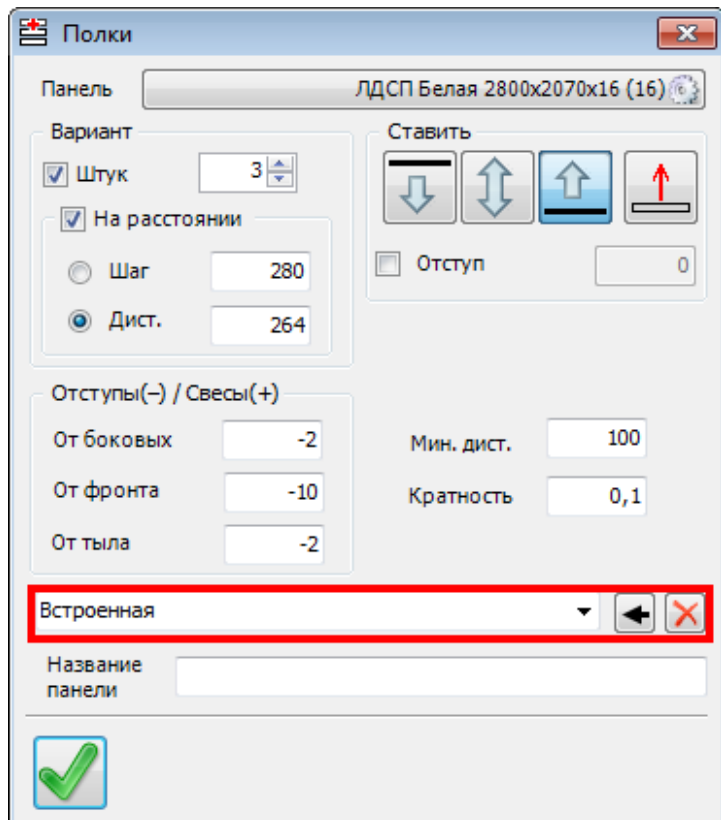 Полки
Панель ЛДСП Белая 2800x2070x16 (16)
Вариант
Ставить
Штук 3
На расстоянии
Шаг 280
Дист. 264
Отступ 0
Отступы(–) / Свесы(+)
От боковых -2
Мин. дист. 100
От фронта -10
Кратность 0,1
От тыла -2
Встроенная
Название
панели